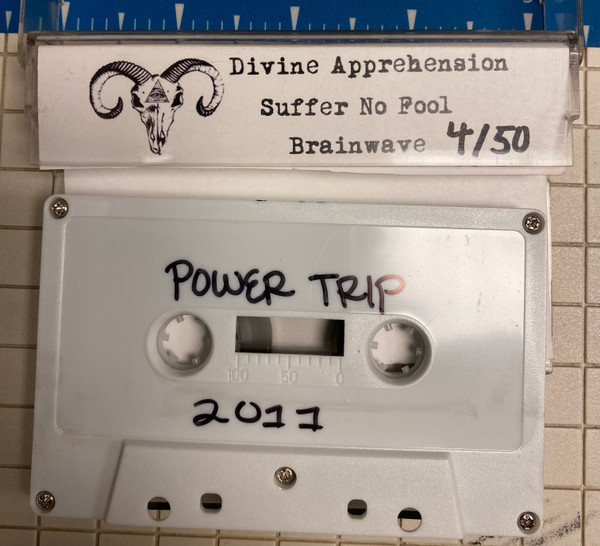 Divine Apprehension
Suffer No Fool
Brainwave 4/50
POWER TRIP
100 50 0
2011